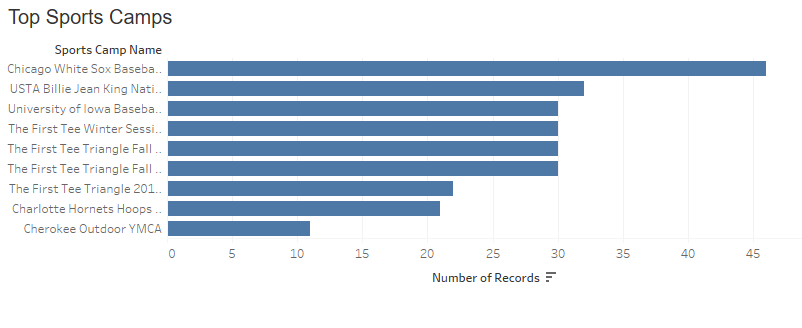 Top Sports Camps
Sports Camp Name
Chicago White Sox Baseba..
USTA Billie Jean King Nati..
University of Iowa Baseba..
The First Tee Winter Sessi..
The First Tee Triangle Fall ..
The First Tee Triangle Fall ..
The First Tee Triangle 201..
Charlotte Hornets Hoops ..
Cherokee Outdoor YMCA
0 5 10 15 20 25 30 35 40 45
Number of Records